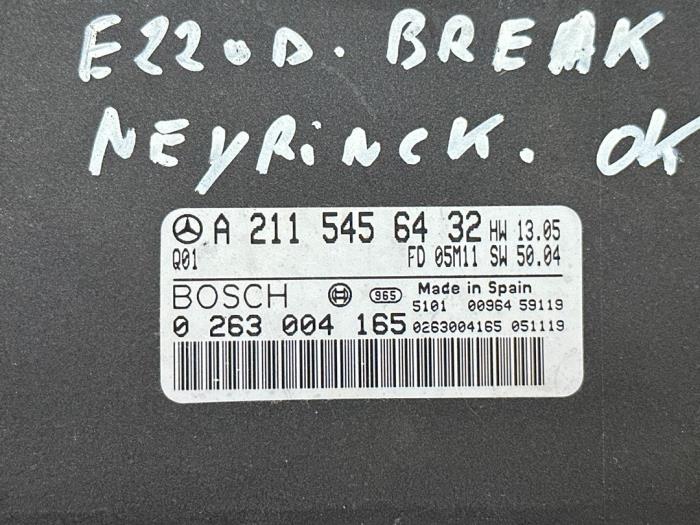 E220D. BREAK
NEYRiNCK. OK
A 211 545 64 32 HW 13.05
Q01 FD 05M11 SW 50.04
BOSCH 965 Made in Spain
5101 00964 59119
0 263 004 165 0263004165 051119